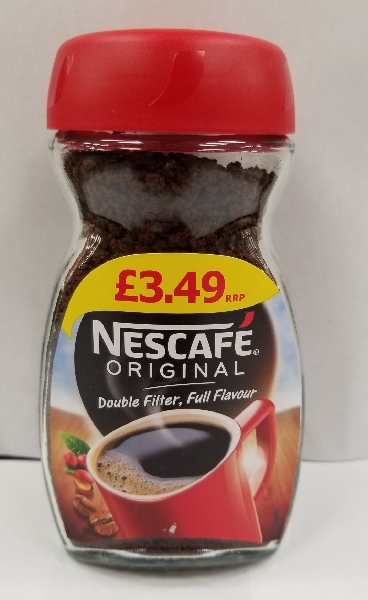 £3.49 RRP
NESCAFÉ®
ORIGINAL
Double Filter, Full Flavour